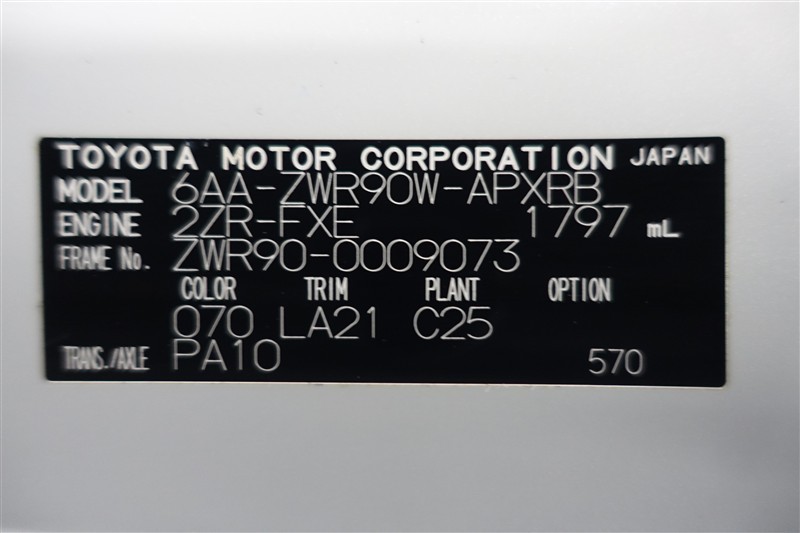 TOYOTA MOTOR CORPORATION JAPAN
MODEL 6AA-ZWR90W-APXRB
ENGINE 2ZR-FXE 1797 mL
FRAME No. ZWR90-0009073
COLOR TRIM PLANT OPTION
070 LA21 C25
TRANS./AXLE PA10 570